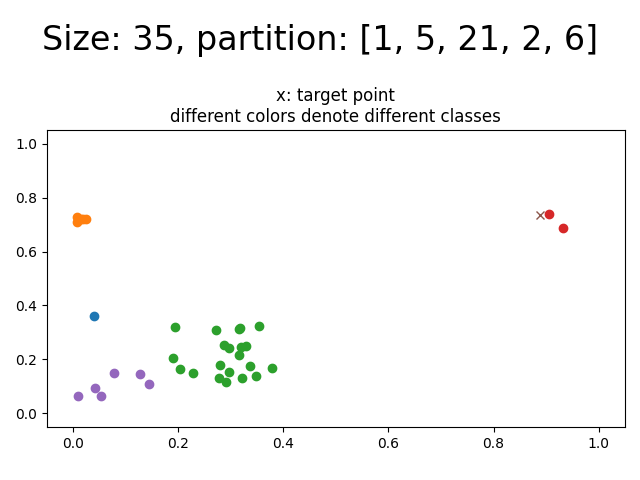 Size: 35, partition: [1, 5, 21, 2, 6]
x: target point
different colors denote different classes
1.0
0.8
0.6
0.4
0.2
0.0
0.0 0.2 0.4 0.6 0.8 1.0